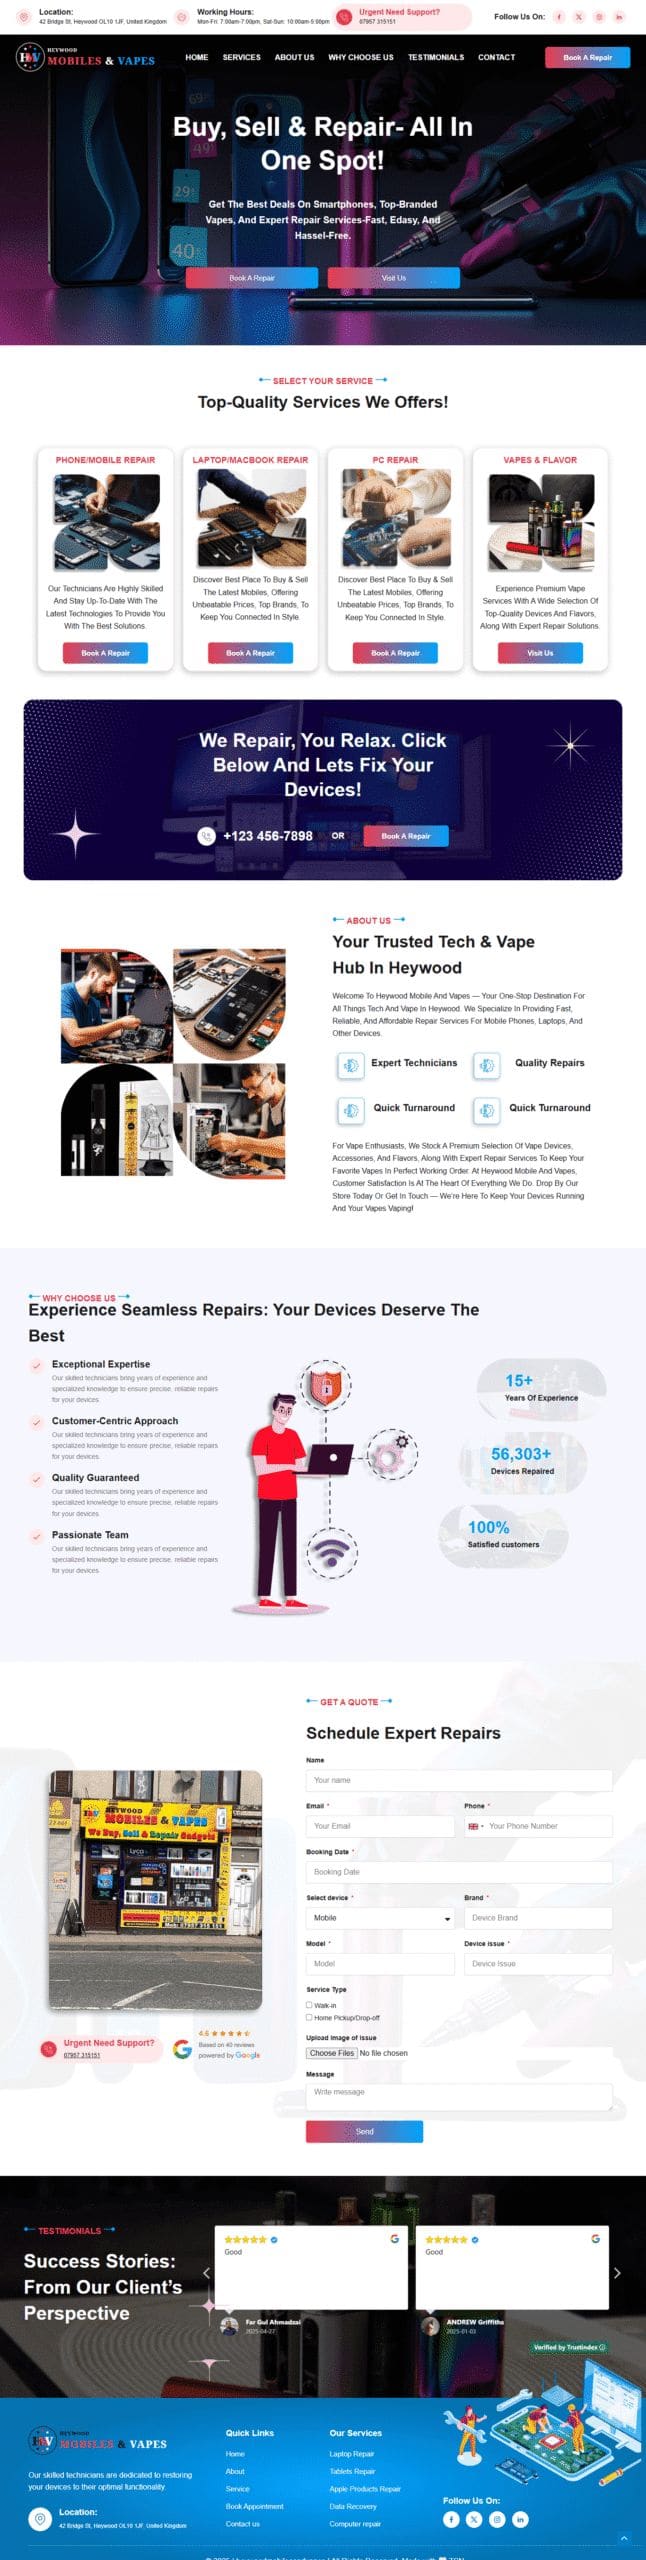 Location:
42 Bridge St, Heywood OL10 1JF, United Kingdom
Working Hours:
Mon-Fri: 7:00am-7:00pm, Sat-Sun: 10:00am-5:00pm
Urgent Need Support?
07957 315151
Follow Us On:
HEYWOOD
MOBILES & VAPES
HOME
SERVICES
ABOUT US
WHY CHOOSE US
TESTIMONIALS
CONTACT
Book A Repair
Buy, Sell & Repair- All In
One Spot!
Get The Best Deals On Smartphones, Top-Branded
Vapes, And Expert Repair Services-Fast, Edasy, And
Hassel-Free.
Book A Repair
Visit Us
SELECT YOUR SERVICE
Top-Quality Services We Offers!
PHONE/MOBILE REPAIR
Our Technicians Are Highly Skilled
And Stay Up-To-Date With The
Latest Technologies To Provide You
With The Best Solutions.
Book A Repair
LAPTOP/MACBOOK REPAIR
Discover Best Place To Buy & Sell
The Latest Mobiles, Offering
Unbeatable Prices, Top Brands, To
Keep You Connected In Style.
Book A Repair
PC REPAIR
Discover Best Place To Buy & Sell
The Latest Mobiles, Offering
Unbeatable Prices, Top Brands, To
Keep You Connected In Style.
Book A Repair
VAPES & FLAVOR
Experience Premium Vape
Services With A Wide Selection Of
Top-Quality Devices And Flavors,
Along With Expert Repair Solutions.
Visit Us
We Repair, You Relax. Click
Below And Lets Fix Your
Devices!
+123 456-7898
OR
Book A Repair
ABOUT US
Your Trusted Tech & Vape
Hub In Heywood
Welcome To Heywood Mobile And Vapes — Your One-Stop Destination For
All Things Tech And Vape In Heywood. We Specialize In Providing Fast,
Reliable, And Affordable Repair Services For Mobile Phones, Laptops, And
Other Devices.
Expert Technicians
Quality Repairs
Quick Turnaround
Quick Turnaround
For Vape Enthusiasts, We Stock A Premium Selection Of Vape Devices,
Accessories, And Flavors, Along With Expert Repair Services To Keep Your
Favorite Vapes In Perfect Working Order. At Heywood Mobile And Vapes,
Customer Satisfaction Is At The Heart Of Everything We Do. Drop By Our
Store Today Or Get In Touch — We're Here To Keep Your Devices Running
And Your Vapes Vaping!
WHY CHOOSE US
Experience Seamless Repairs: Your Devices Deserve The
Best
Exceptional Expertise
Our skilled technicians bring years of experience and
specialized knowledge to ensure precise, reliable repairs
for your devices.
Customer-Centric Approach
Our skilled technicians bring years of experience and
specialized knowledge to ensure precise, reliable repairs
for your devices.
Quality Guaranteed
Our skilled technicians bring years of experience and
specialized knowledge to ensure precise, reliable repairs
for your devices.
Passionate Team
Our skilled technicians bring years of experience and
specialized knowledge to ensure precise, reliable repairs
for your devices.
15+
Years Of Experience
56,303+
Devices Repaired
100%
Satisfied customers
HEYWOOD
MOBILES & VAPES
We Buy, Sell & Repair Gadgets
Lyca
Urgent Need Support?
07957 315151
4.6
Based on 40 reviews
powered by Google
GET A QUOTE
Schedule Expert Repairs
Name
Your name
Email *
Your Email
Phone *
Your Phone Number
Booking Date *
Booking Date
Select device *
Mobile
Brand *
Device Brand
Model *
Model
Device issue *
Device Issue
Service Type
Walk-in
Home Pickup/Drop-off
Upload Image of issue
Choose Files No file chosen
Message
Write message
Send
TESTIMONIALS
Success Stories:
From Our Client's
Perspective
Good
Far Gul Ahmadzai
2025-04-27
Good
ANDREW Griffiths
2025-01-03
Verified by Trustindex
HEYWOOD
MOBILES & VAPES
Our skilled technicians are dedicated to restoring
your devices to their optimal functionality.
Location:
42 Bridge St, Heywood OL10 1JF, United Kingdom
Quick Links
Home
About
Service
Book Appointment
Contact us
Our Services
Laptop Repair
Tablets Repair
Apple Products Repair
Data Recovery
Computer repair
Follow Us On: